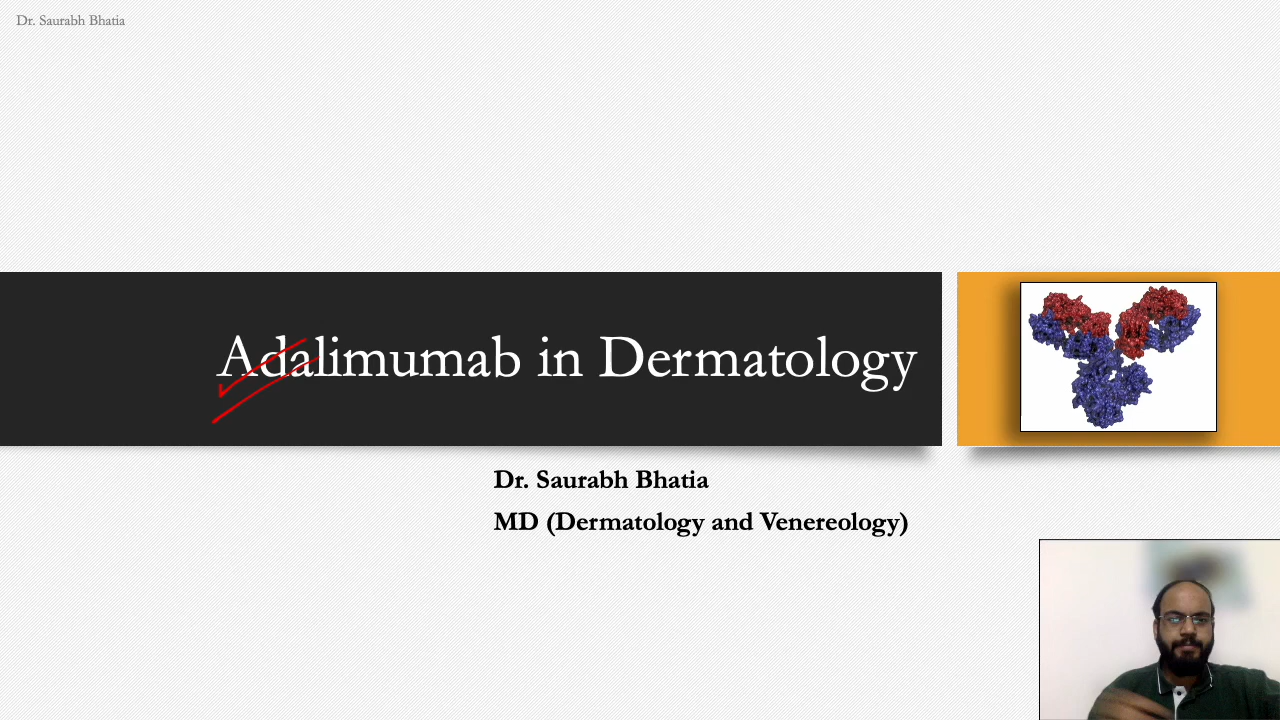 Dr. Saurabh Bhatia
Adalimumab in Dermatology
Dr. Saurabh Bhatia
MD (Dermatology and Venereology)